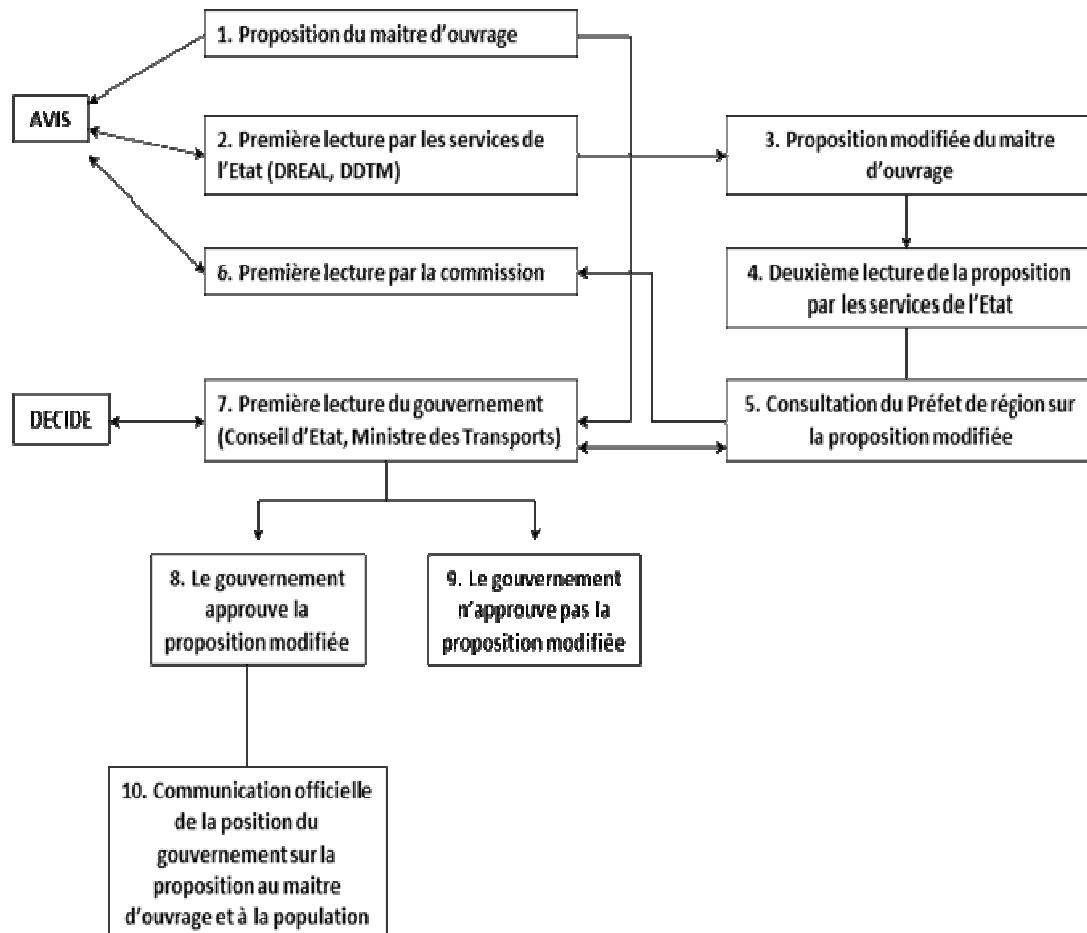 1. Proposition du maitre d'ouvrage
AVIS
2. Première lecture par les services de
l'Etat (DREAL, DDTM)
3. Proposition modifiée du maitre
d'ouvrage
6. Première lecture par la commission
4. Deuxième lecture de la proposition
par les services de l'Etat
DECIDE
7. Première lecture du gouvernement
(Conseil d'Etat, Ministre des Transports)
5. Consultation du Préfet de région sur
la proposition modifiée
8. Le gouvernement
approuve la
proposition modifiée
9. Le gouvernement
n'approuve pas la
proposition modifiée
10. Communication officielle
de la position du
gouvernement sur la
proposition au maitre
d'ouvrage et à la population